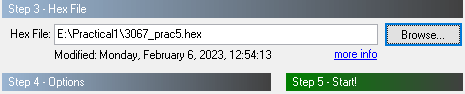 Step 3 - Hex File
Hex File: E:\Practical1\3067_prac5.hex Browse...
Modified: Monday, February 6, 2023, 12:54:13 more info
Step 4 - Options Step 5 - Start!